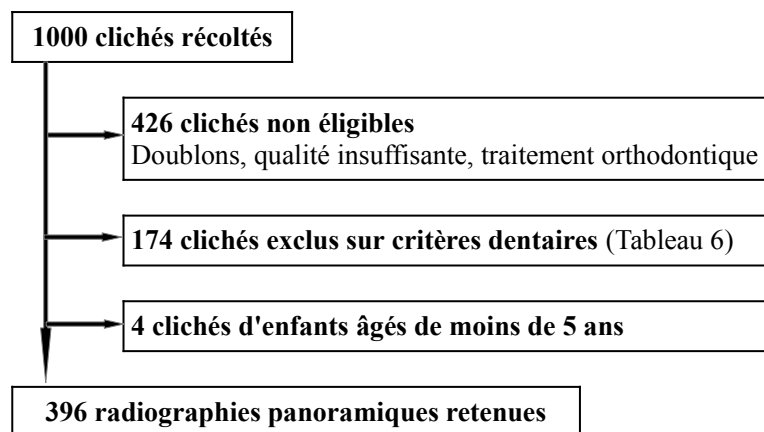 1000 clichés récoltés
426 clichés non éligibles
Doublons, qualité insuffisante, traitement orthodontique
174 clichés exclus sur critères dentaires (Tableau 6)
4 clichés d'enfants âgés de moins de 5 ans
396 radiographies panoramiques retenues